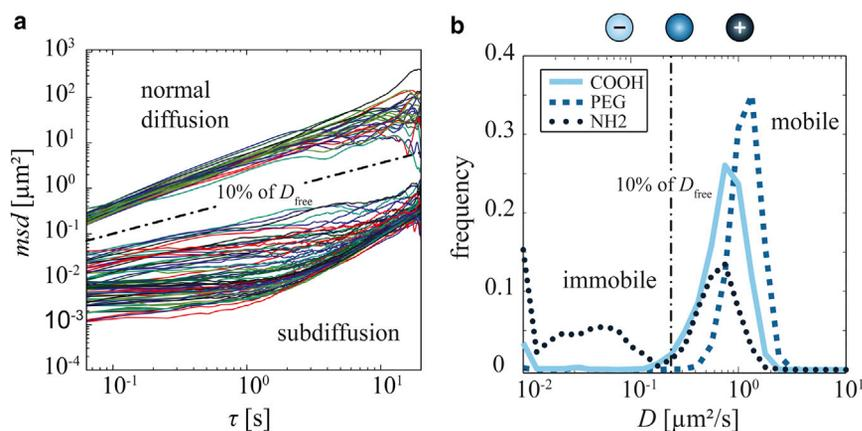 a
10³
10²
10¹
10⁰
10⁻¹
10⁻²
10⁻³
10⁻⁴
msd [µm²]
normal
diffusion
10% of D_free
subdiffusion
10⁻¹
10⁰
10¹
τ [s]
b
−
+
0.4
0.3
0.2
0.1
0
frequency
COOH
PEG
NH2
mobile
10% of D_free
immobile
10⁻²
10⁻¹
10⁰
10¹
D [µm²/s]